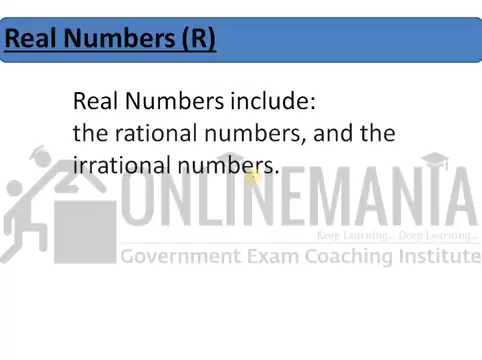 Real Numbers (R)
Real Numbers include:
the rational numbers, and the
irrational numbers.
ONLINEMANIA
Keep Learning... Deep Learning...
Government Exam Coaching Institute